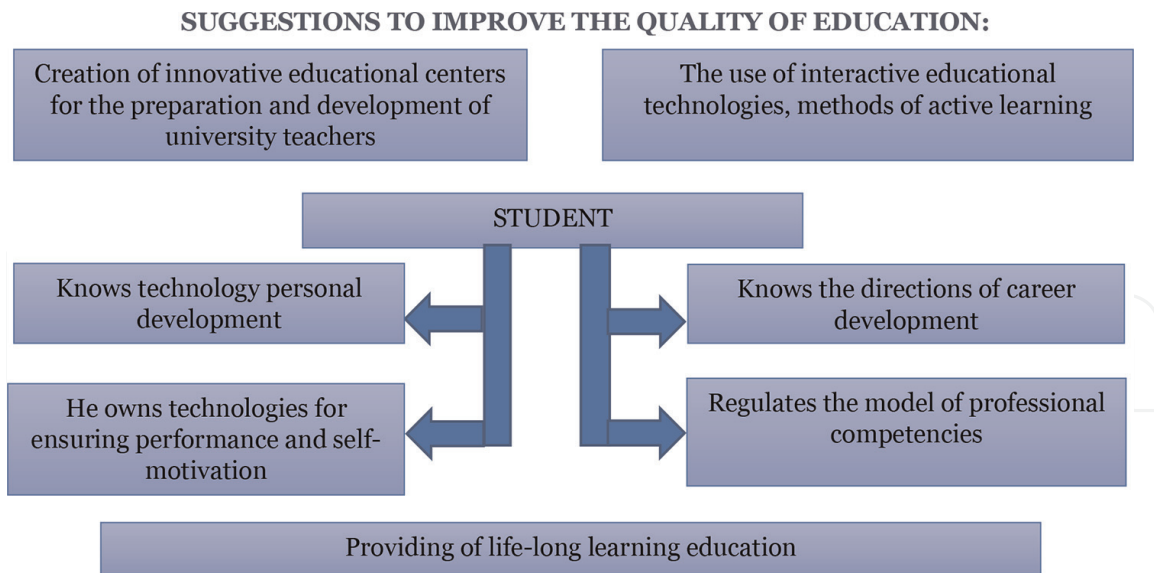 SUGGESTIONS TO IMPROVE THE QUALITY OF EDUCATION:
Creation of innovative educational centers
for the preparation and development of
university teachers
The use of interactive educational
technologies, methods of active learning
STUDENT
Knows technology personal
development
Knows the directions of career
development
He owns technologies for
ensuring performance and self-
motivation
Regulates the model of professional
competencies
Providing of life-long learning education